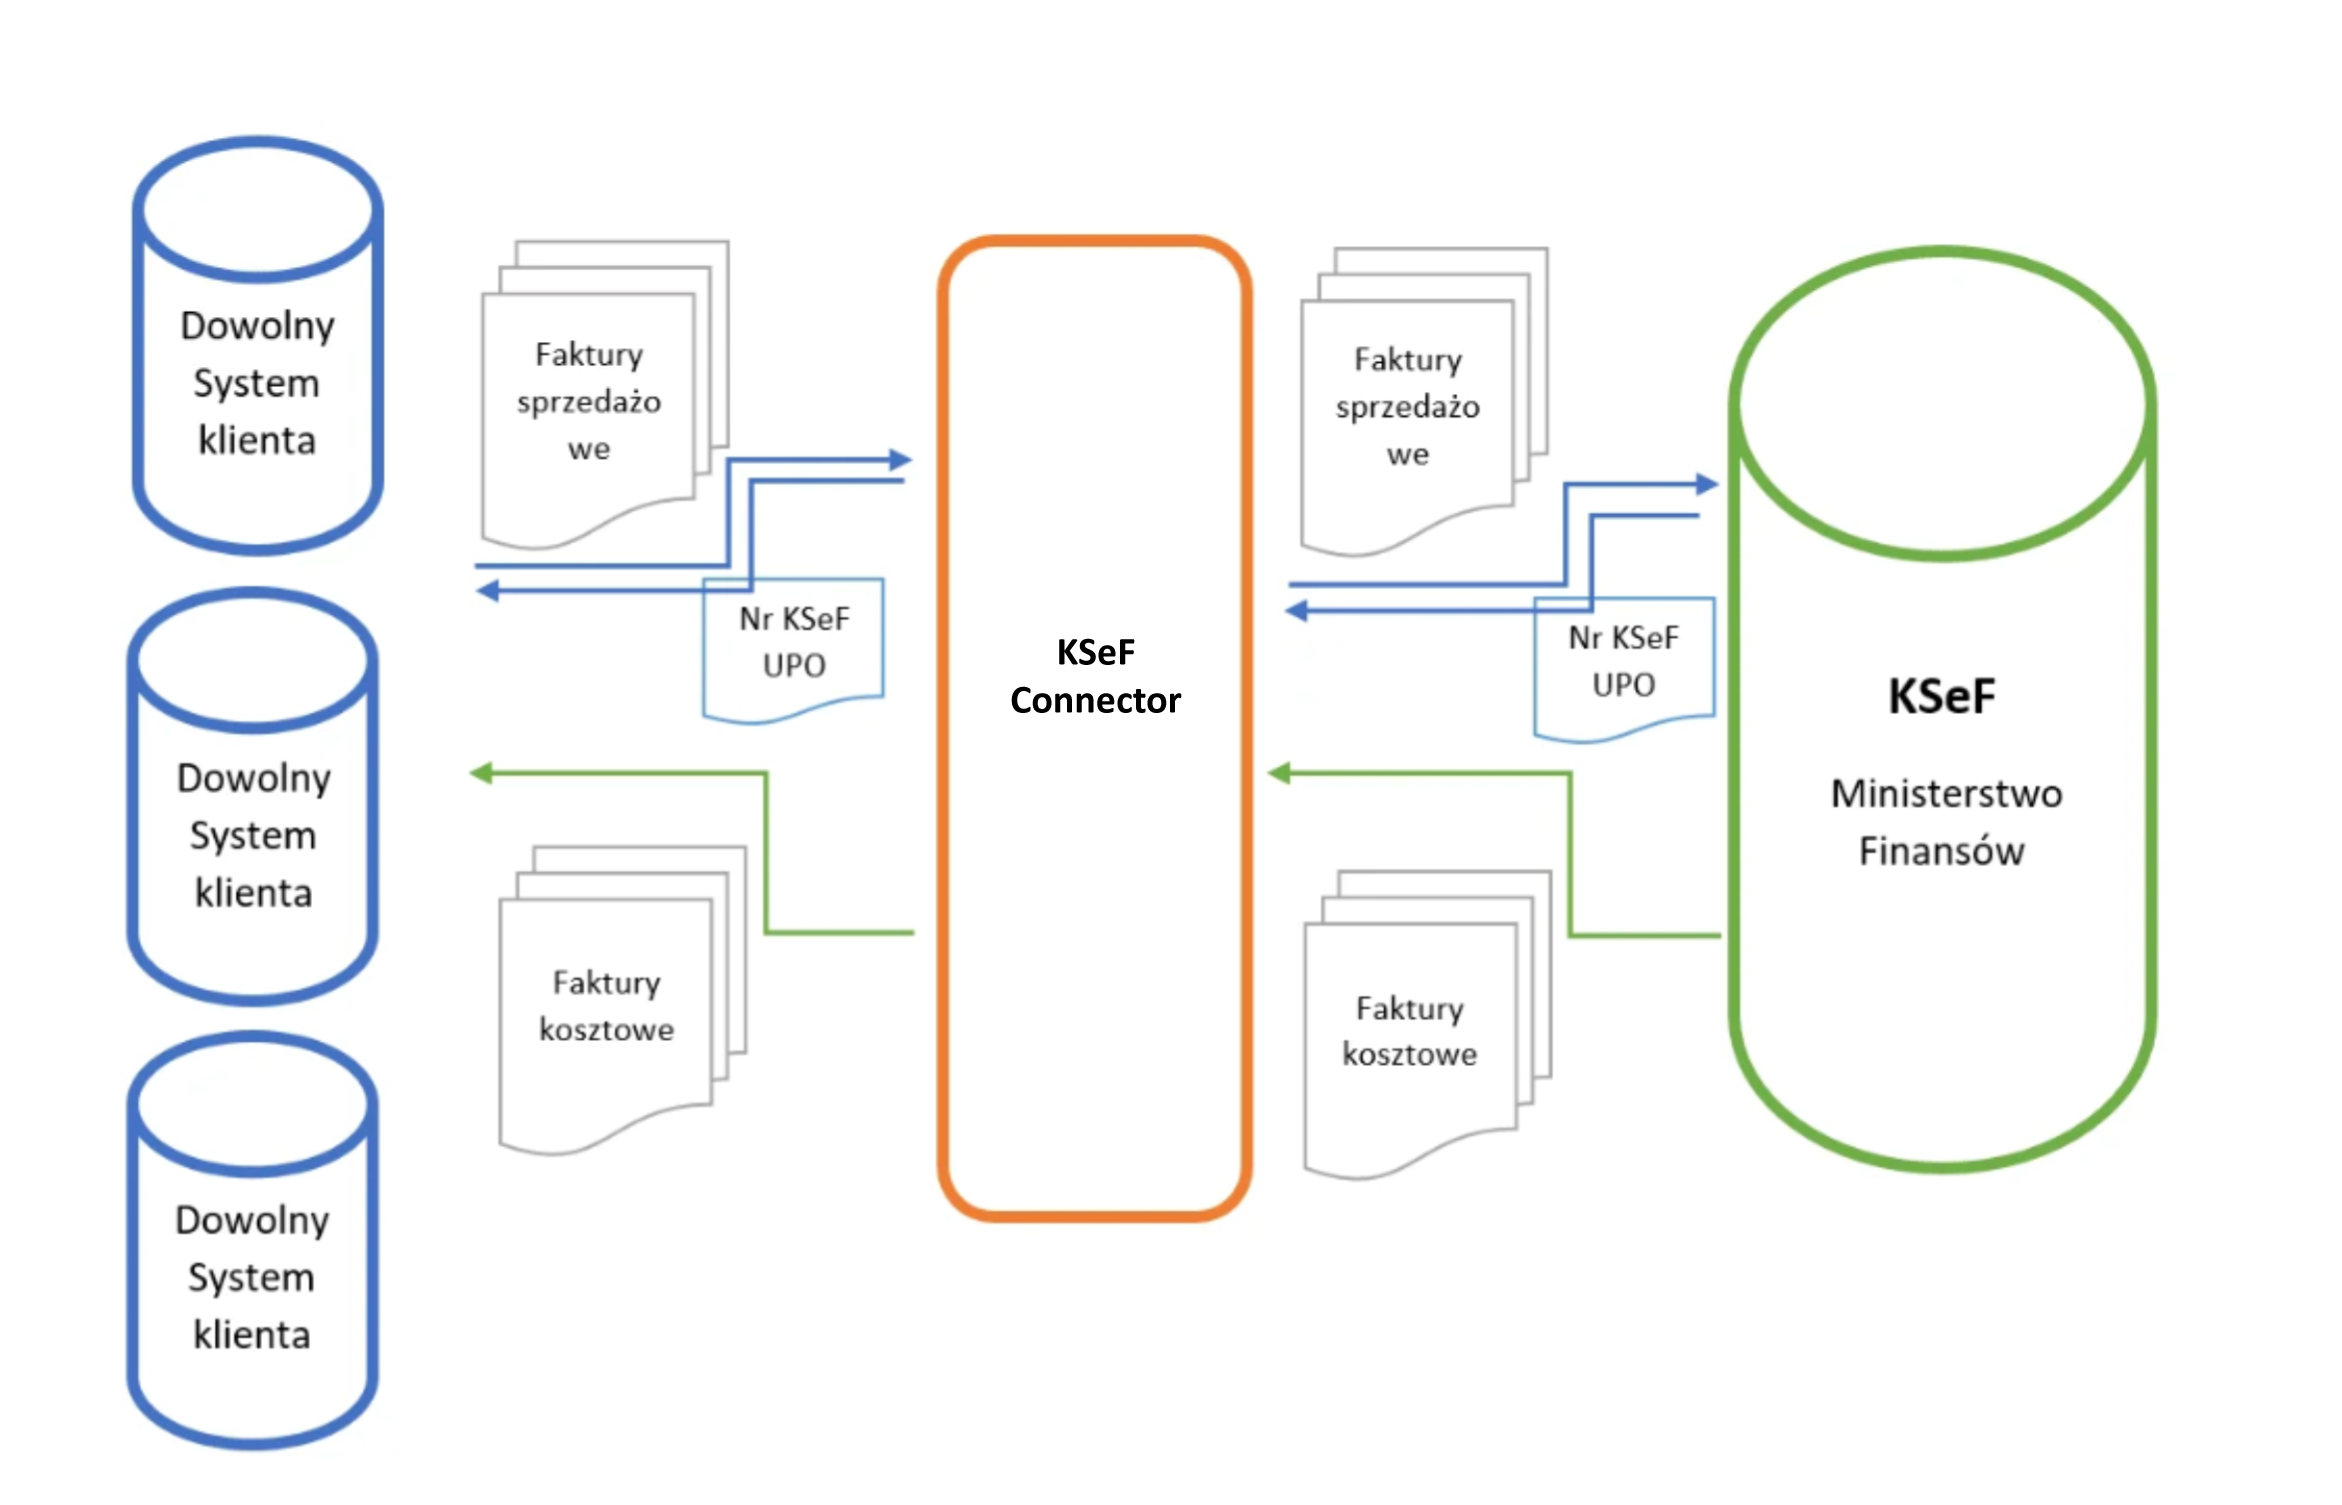 Dowolny
System
klienta
Faktury
sprzedażo
we
Nr KSeF
UPO
Dowolny
System
klienta
Faktury
kosztowe
Dowolny
System
klienta
KSeF
Connector
Faktury
sprzedażo
we
Nr KSeF
UPO
Faktury
kosztowe
KSeF
Ministerstwo
Finansów